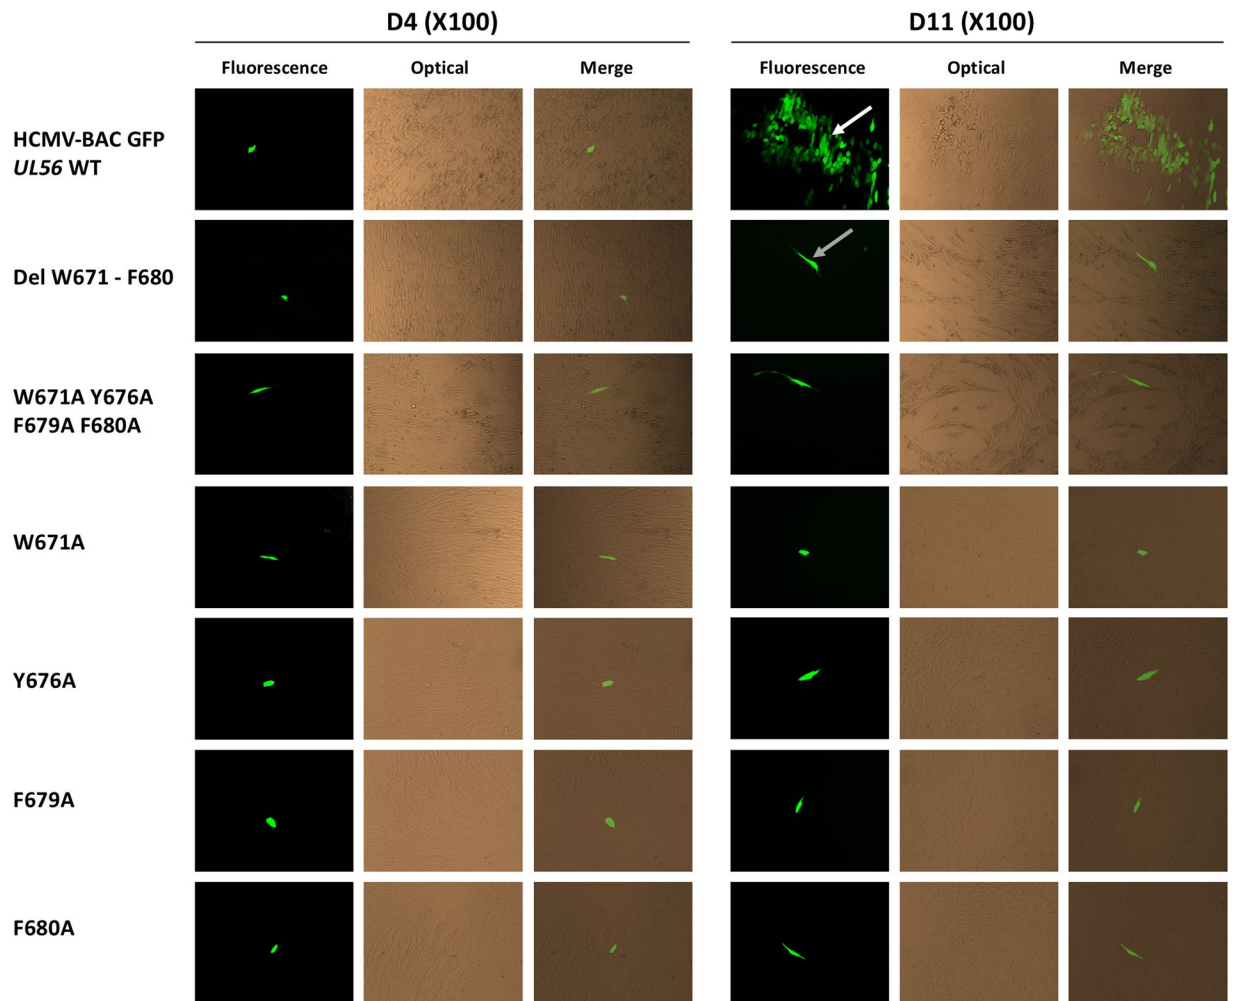 D4 (X100)
D11 (X100)
Fluorescence
Optical
Merge
Fluorescence
Optical
Merge
HCMV-BAC GFP
UL56 WT
Del W671 - F680
W671A Y676A
F679A F680A
W671A
Y676A
F679A
F680A